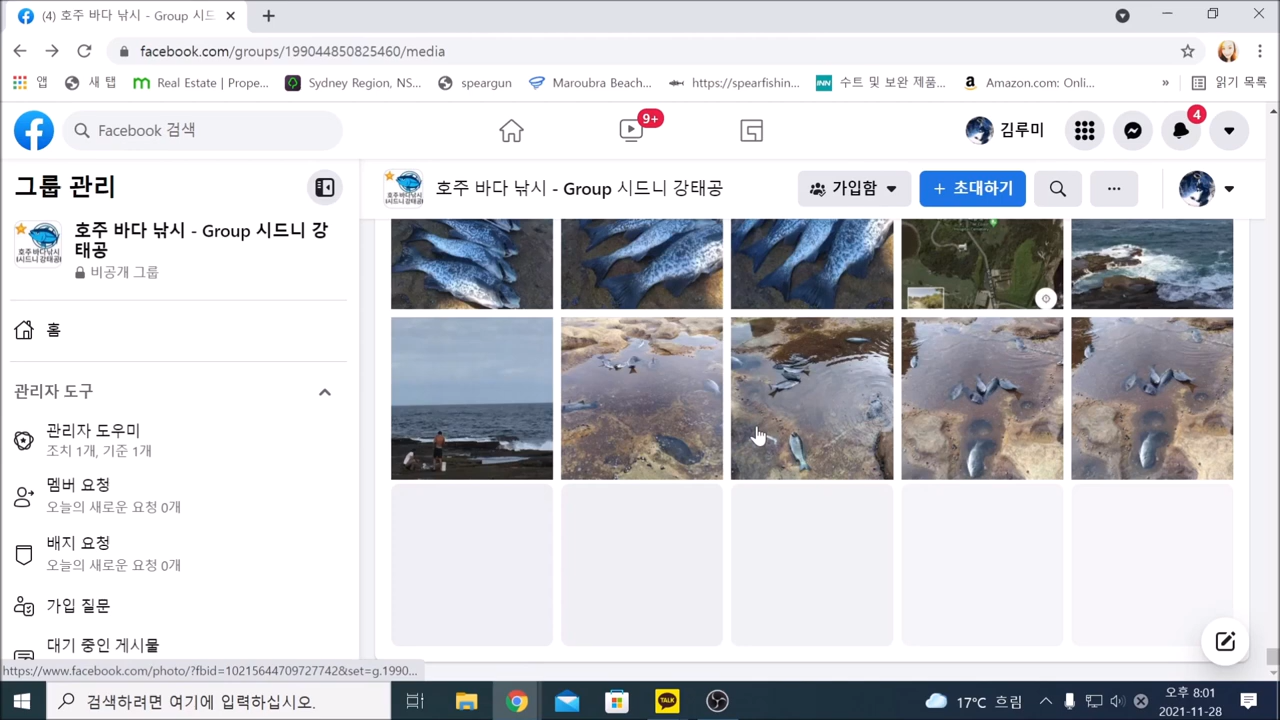 (4) 호주 바다 낚시 - Group 시드
facebook.com/groups/199044850825460/media
앱
새 탭
Real Estate | Prope...
Sydney Region, NS...
speargun
Maroubra Beach...
https://spearfishin...
수트 및 보완 제품...
Amazon.com: Onli...
»
읽기 목록
Facebook 검색
9+
김루미
4
그룹 관리
호주 바다 낚시 - Group 시드니 강태공
가입함
+ 초대하기
...
호주 바다 낚시 - Group 시드니 강
태공
비공개 그룹
홈
관리자 도구
관리자 도우미
조치 1개, 기준 1개
멤버 요청
오늘의 새로운 요청 0개
배지 요청
오늘의 새로운 요청 0개
가입 질문
대기 중인 게시물
https://www.facebook.com/photo/?fbid=10215644709727742&set=g.1990...
검색하려면 여기에 입력하십시오.
TALK
17°C 흐림
오후 8:01
2021-11-28